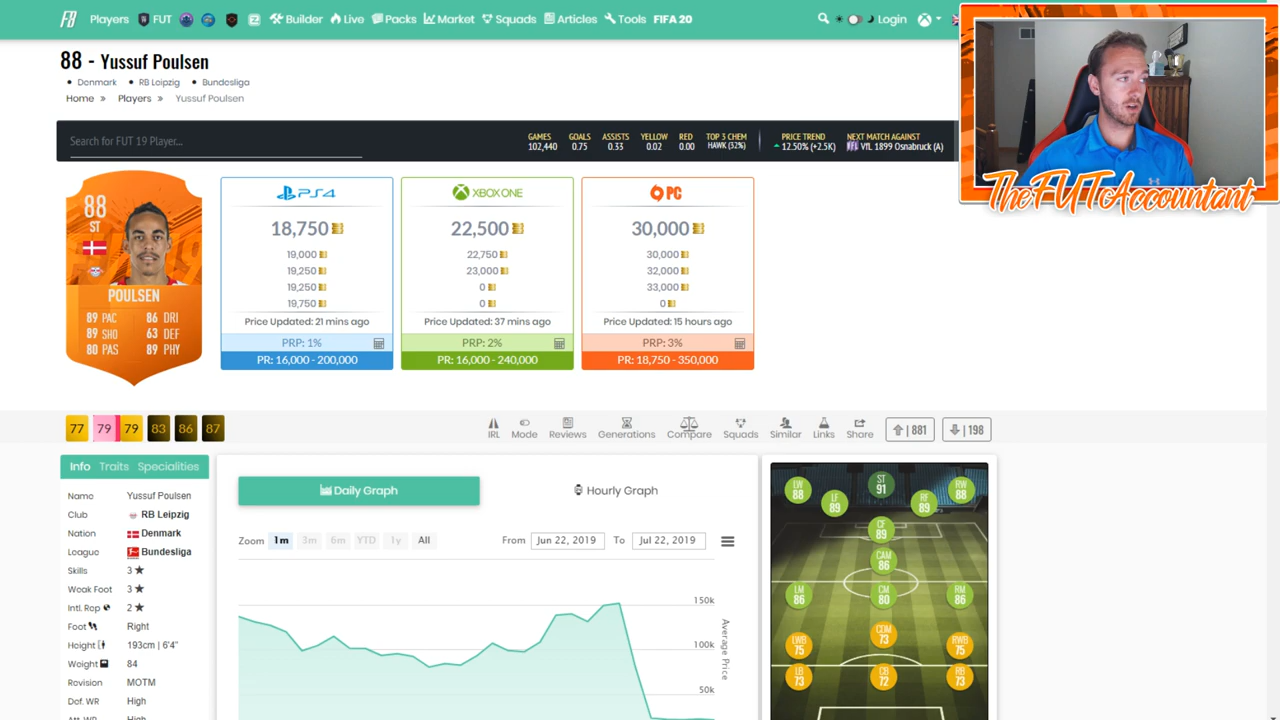 F8 Players FUT Builder Live Packs Market Squads Articles Tools FIFA 20 Login
88 - Yussuf Poulsen
Denmark RB Leipzig Bundesliga
Home » Players » Yussuf Poulsen
Search for FUT 19 Player...
GAMES GOALS ASSISTS YELLOW RED TOP 3 CHEM PRICE TREND NEXT MATCH AGAINST
102,440 0.75 0.33 0.02 0.00 HAWK (32%) 12.50% (+2.5K) VfL 1899 Osnabruck (A)
TheFUTAccountant
88
ST
POULSEN
89 PAC 86 DRI
89 SHO 63 DEF
80 PAS 89 PHY
PS4
18,750
19,000
19,250
19,250
19,750
Price Updated: 21 mins ago
PRP: 1%
PR: 16,000 - 200,000
XBOX ONE
22,500
22,750
23,000
0
0
Price Updated: 37 mins ago
PRP: 2%
PR: 16,000 - 240,000
PC
30,000
30,000
32,000
33,000
0
Price Updated: 15 hours ago
PRP: 3%
PR: 18,750 - 350,000
77 79 79 83 86 87
IRL Mode Reviews Generations Compare Squads Similar Links Share | 881 | 198
Info Traits Specialities
Name Yussuf Poulsen
Club RB Leipzig
Nation Denmark
League Bundesliga
Skills 3
Weak Foot 3
Intl. Rep 2
Foot Right
Height 193cm | 6'4"
Weight 84
Revision MOTM
Def. WR High
Att. WR High
Daily Graph Hourly Graph
Zoom 1m 3m 6m YTD 1y All From Jun 22, 2019 To Jul 22, 2019
150k
100k
50k
Average Price
ST
91
LW
88
RW
88
LF
89
RF
89
CF
89
CAM
86
LM
86
CM
80
RM
86
CDM
73
LWB
75
RWB
75
LB
73
CB
72
RB
73